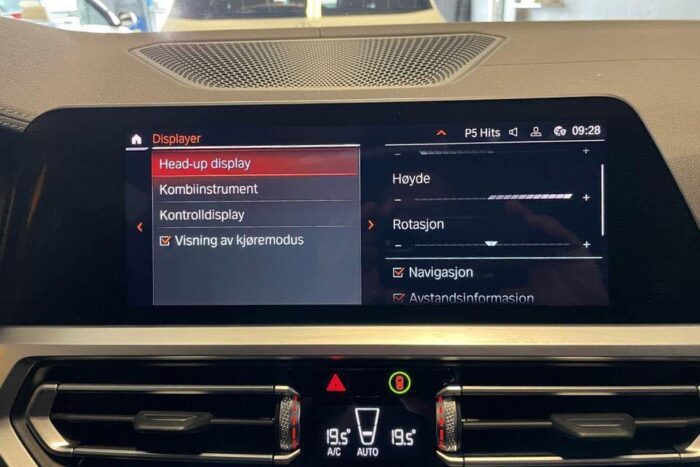 Displayer
P5 Hits
09:28
Head-up display
Kombiinstrument
Kontrolldisplay
Visning av kjøremodus
- +
Høyde
- +
Rotasjon
- +
Navigasjon
Avstandsinformasjon
19.5°
19.5°
A/C
AUTO